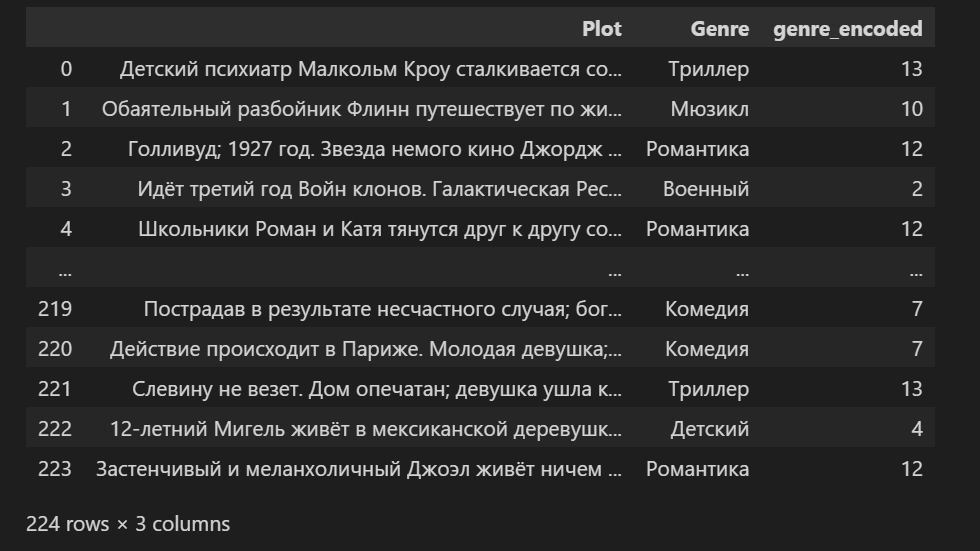 Plot Genre genre_encoded
0 Детский психиатр Малкольм Кроу сталкивается со... Триллер 13
1 Обаятельный разбойник Флинн путешествует по жи... Мюзикл 10
2 Голливуд; 1927 год. Звезда немого кино Джордж ... Романтика 12
3 Идёт третий год Войн клонов. Галактическая Рес... Военный 2
4 Школьники Роман и Катя тянутся друг к другу со... Романтика 12
... ... ... ...
219 Пострадав в результате несчастного случая; бог... Комедия 7
220 Действие происходит в Париже. Молодая девушка;... Комедия 7
221 Слевину не везет. Дом опечатан; девушка ушла к... Триллер 13
222 12-летний Мигель живёт в мексиканской деревушк... Детский 4
223 Застенчивый и меланхоличный Джоэл живёт ничем ... Романтика 12
224 rows × 3 columns